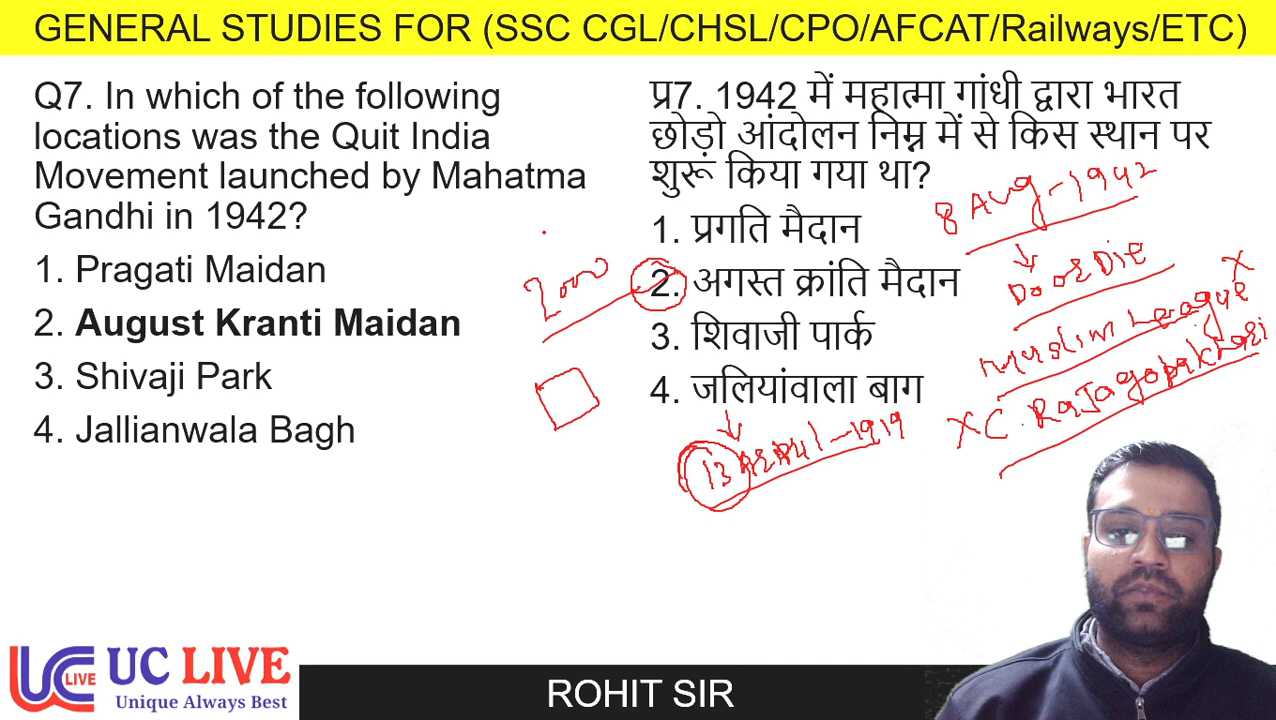 GENERAL STUDIES FOR (SSC CGL/CHSL/CPO/AFCAT/Railways/ETC)
Q7. In which of the following
locations was the Quit India
Movement launched by Mahatma
Gandhi in 1942?
1. Pragati Maidan
2. August Kranti Maidan
3. Shivaji Park
4. Jallianwala Bagh
प्र7. 1942 में महात्मा गांधी द्वारा भारत
छोड़ो आंदोलन निम्न में से किस स्थान पर
शुरू किया गया था?
1. प्रगति मैदान
2. अगस्त क्रांति मैदान
3. शिवाजी पार्क
4. जलियांवाला बाग
8 Aug-1942
Do or Die
Muslim League X
X C. Rajagopalachari
13 -1919
UC LIVE
LIVE
Unique Always Best
ROHIT SIR